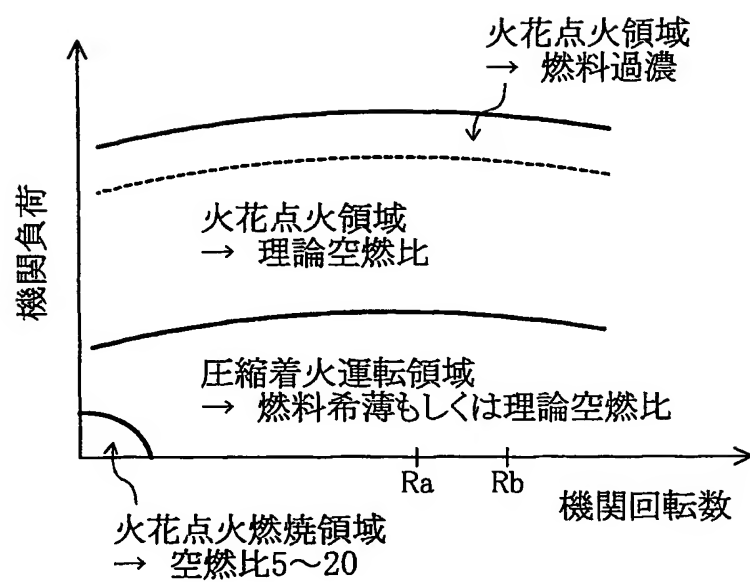 火花点火領域
→ 燃料過濃
機関負荷
火花点火領域
→ 理論空燃比
圧縮着火運転領域
→ 燃料希薄もしくは理論空燃比
Ra
Rb
機関回転数
火花点火燃焼領域
→ 空燃比5～20